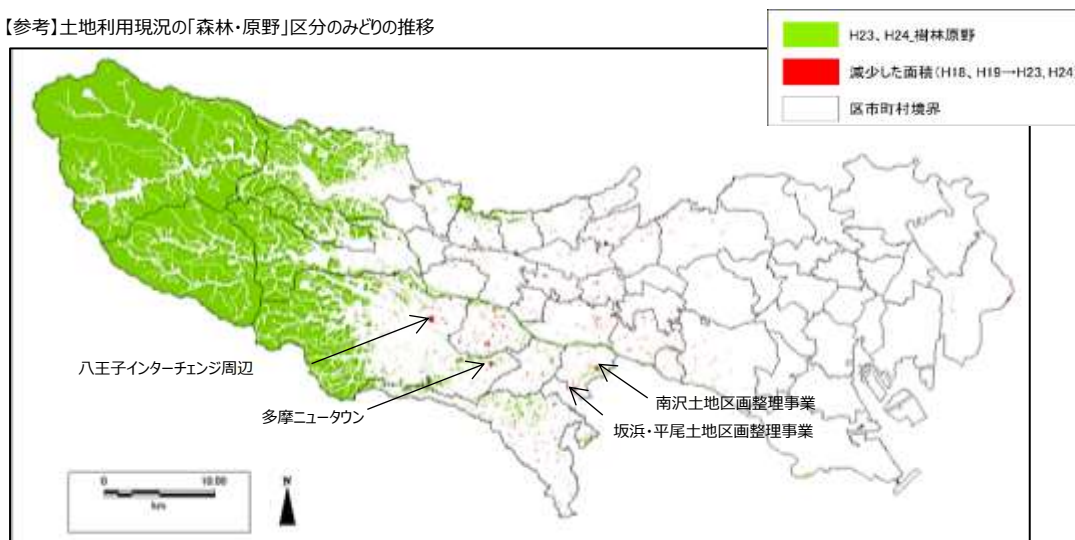 【参考】土地利用現況の「森林・原野」区分のみどりの推移
H23、H24_樹林原野
減少した面積(H18、H19→H23、H24)
区市町村境界
八王子インターチェンジ周辺
多摩ニュータウン
南沢土地区画整理事業
坂浜・平尾土地区画整理事業
0 10.00
km
N